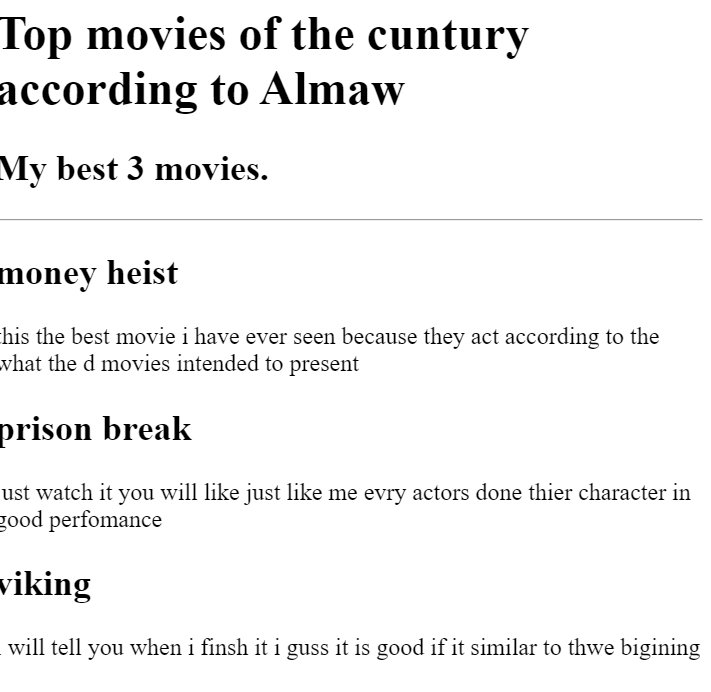 Top movies of the cuntury
according to Almaw
My best 3 movies.
money heist
this the best movie i have ever seen because they act according to the
what the d movies intended to present
prison break
just watch it you will like just like me evry actors done thier character in
good perfomance
viking
i will tell you when i finsh it i guss it is good if it similar to thwe bigining